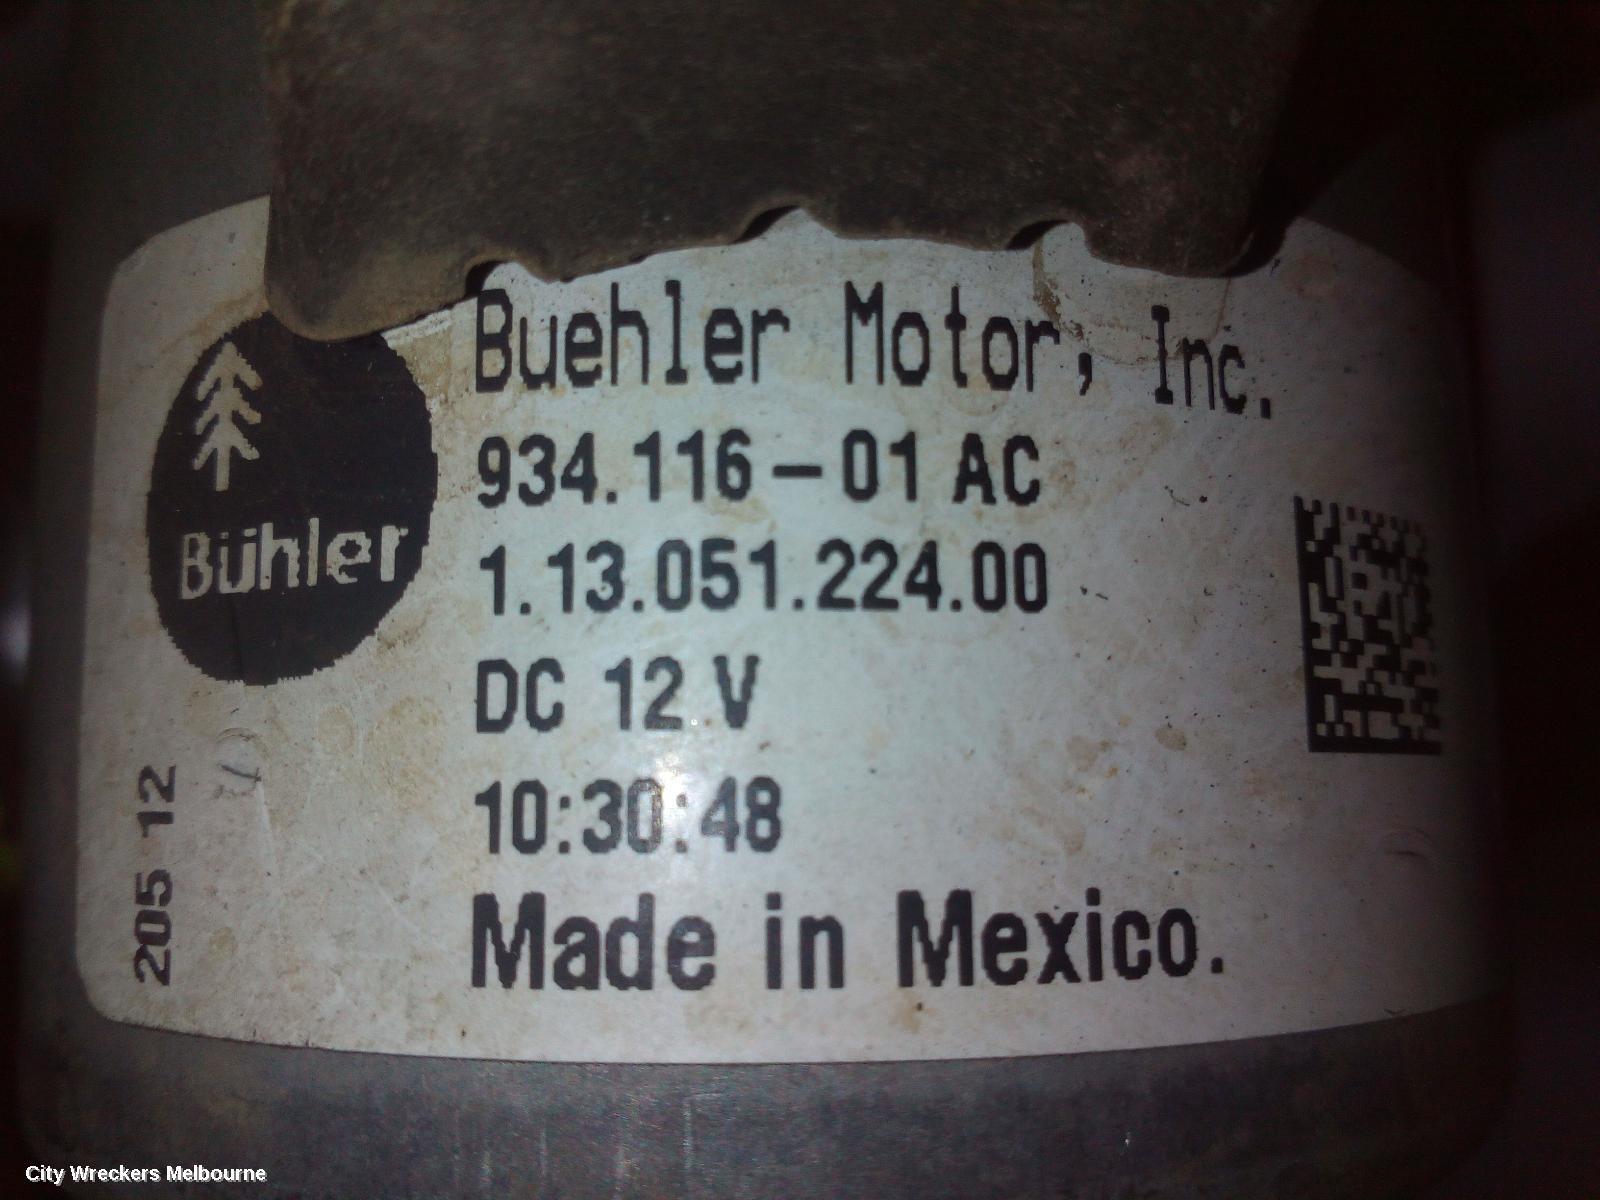 Buehler Motor, Inc.
934.116-01 AC
1.13.051.224.00
DC 12 V
10:30:48
Made in Mexico.
Bühler
205 12
City Wreckers Melbourne